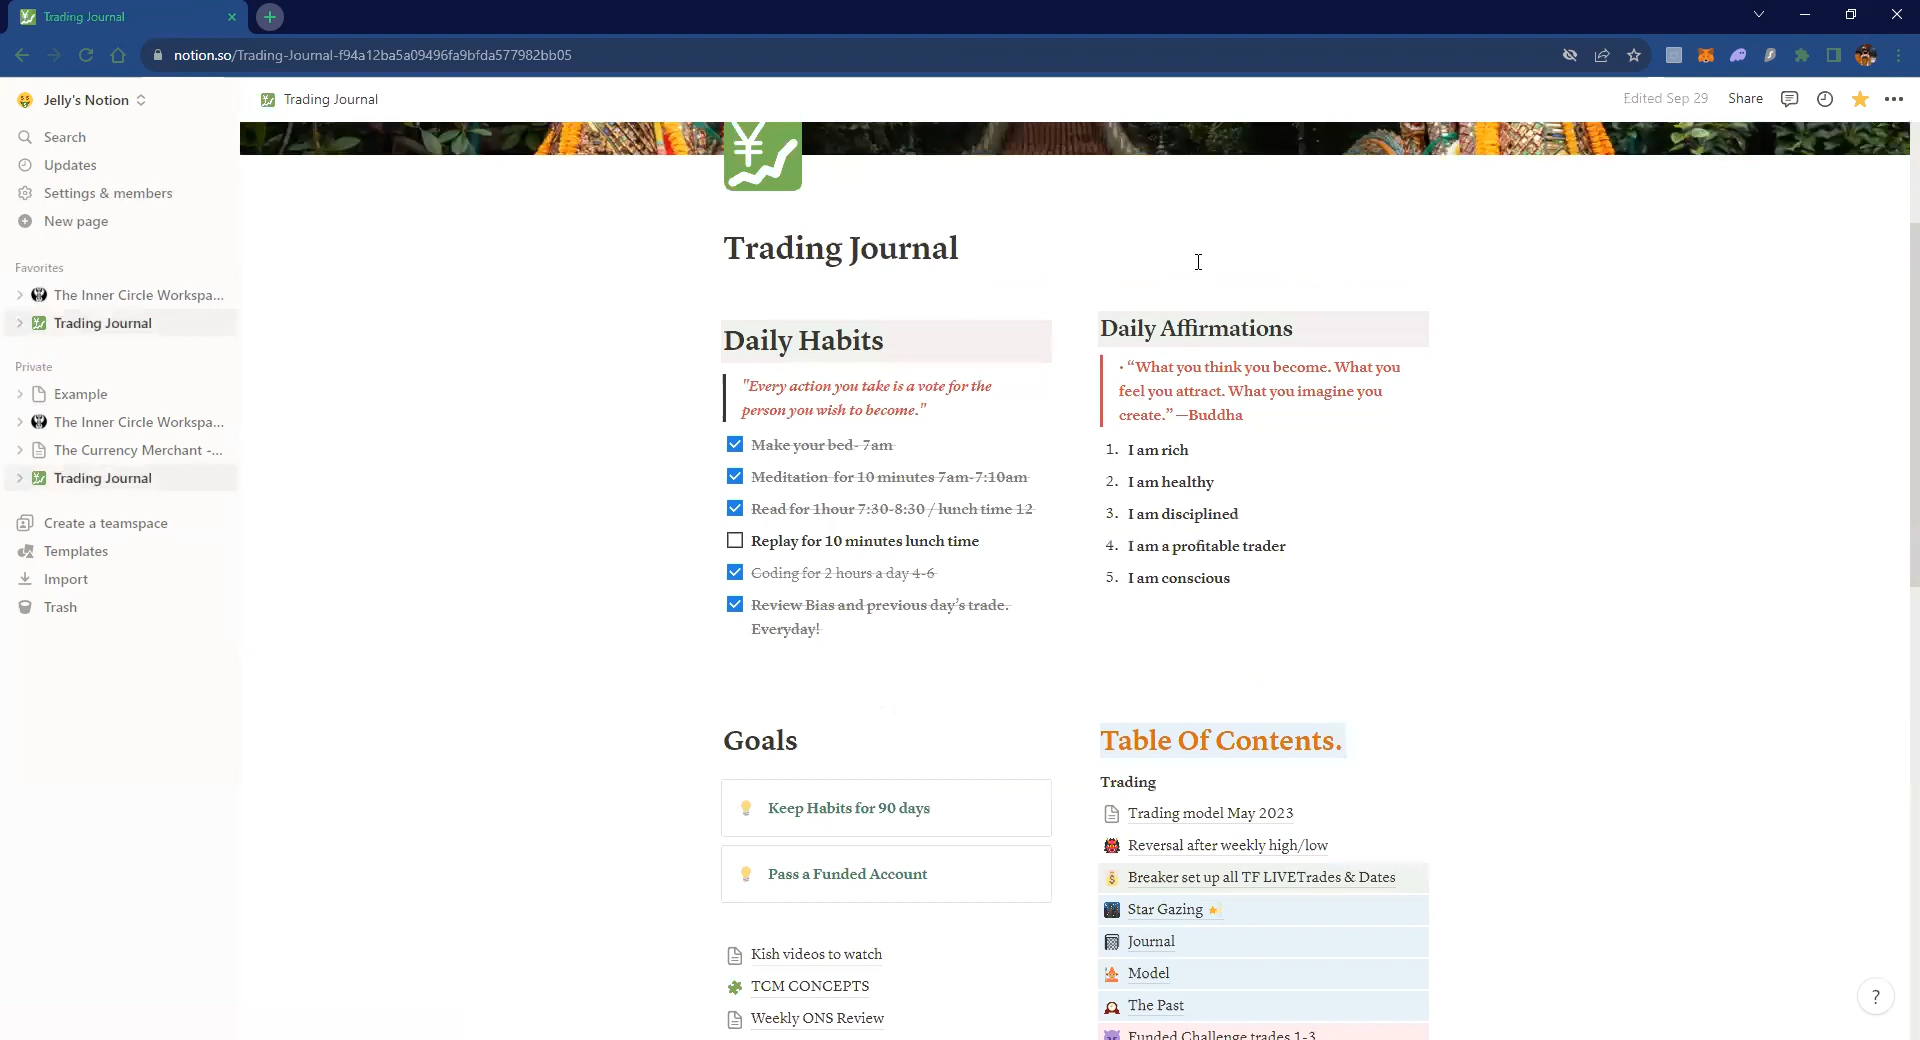 Trading Journal
notion.so/Trading-Journal-f94a12ba5a09496fa9bfda577982bb05
Jelly's Notion
Trading Journal
Edited Sep 29
Share
Search
Updates
Settings & members
New page
Favorites
The Inner Circle Workspa...
Trading Journal
Private
Example
The Inner Circle Workspa...
The Currency Merchant -...
Trading Journal
Create a teamspace
Templates
Import
Trash
¥
Trading Journal
Daily Habits
"Every action you take is a vote for the
person you wish to become."
Make your bed- 7am
Meditation for 10 minutes 7am-7:10am
Read for 1hour 7:30-8:30 / lunch time 12
Replay for 10 minutes lunch time
Coding for 2 hours a day 4-6
Review Bias and previous day's trade.
Everyday!
Daily Affirmations
• “What you think you become. What you
feel you attract. What you imagine you
create.” —Buddha
1. I am rich
2. I am healthy
3. I am disciplined
4. I am a profitable trader
5. I am conscious
Goals
Keep Habits for 90 days
Pass a Funded Account
Kish videos to watch
TCM CONCEPTS
Weekly ONS Review
Table Of Contents.
Trading
Trading model May 2023
Reversal after weekly high/low
Breaker set up all TF LIVETrades & Dates
Star Gazing
Journal
Model
The Past
Funded Challenge trades 1-3
?